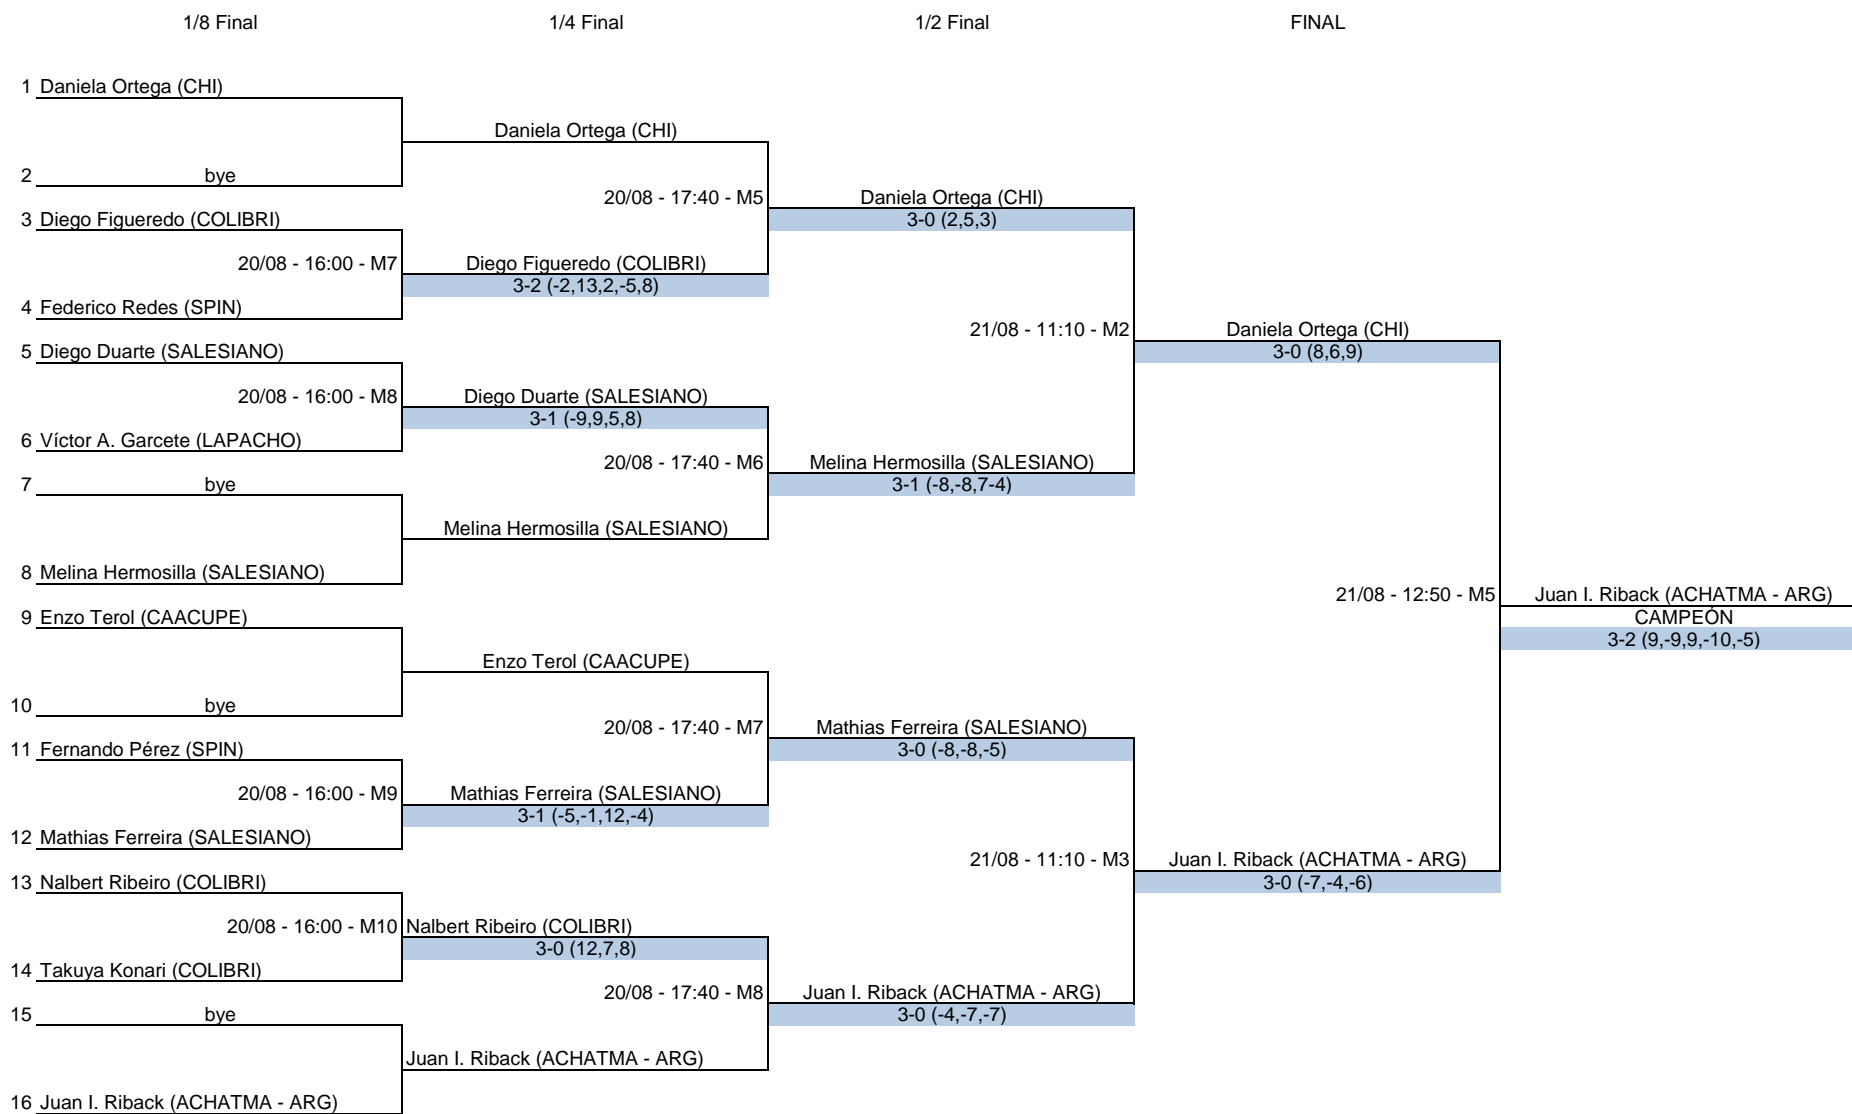 1/8 Final 1/4 Final 1/2 Final FINAL
1 Daniela Ortega (CHI)
Daniela Ortega (CHI)
2 bye
20/08 - 17:40 - M5 Daniela Ortega (CHI)
3 Diego Figueredo (COLIBRI) 3-0 (2,5,3)
20/08 - 16:00 - M7 Diego Figueredo (COLIBRI)
3-2 (-2,13,2,-5,8)
4 Federico Redes (SPIN)
21/08 - 11:10 - M2 Daniela Ortega (CHI)
5 Diego Duarte (SALESIANO) 3-0 (8,6,9)
20/08 - 16:00 - M8 Diego Duarte (SALESIANO)
3-1 (-9,9,5,8)
6 Víctor A. Garcete (LAPACHO)
20/08 - 17:40 - M6 Melina Hermosilla (SALESIANO)
7 bye 3-1 (-8,-8,7-4)
Melina Hermosilla (SALESIANO)
8 Melina Hermosilla (SALESIANO)
21/08 - 12:50 - M5 Juan I. Riback (ACHATMA - ARG)
9 Enzo Terol (CAACUPE) CAMPEÓN
3-2 (9,-9,9,-10,-5)
Enzo Terol (CAACUPE)
10 bye
20/08 - 17:40 - M7 Mathias Ferreira (SALESIANO)
11 Fernando Pérez (SPIN) 3-0 (-8,-8,-5)
20/08 - 16:00 - M9 Mathias Ferreira (SALESIANO)
3-1 (-5,-1,12,-4)
12 Mathias Ferreira (SALESIANO)
21/08 - 11:10 - M3 Juan I. Riback (ACHATMA - ARG)
13 Nalbert Ribeiro (COLIBRI) 3-0 (-7,-4,-6)
20/08 - 16:00 - M10 Nalbert Ribeiro (COLIBRI)
3-0 (12,7,8)
14 Takuya Konari (COLIBRI)
20/08 - 17:40 - M8 Juan I. Riback (ACHATMA - ARG)
15 bye 3-0 (-4,-7,-7)
Juan I. Riback (ACHATMA - ARG)
16 Juan I. Riback (ACHATMA - ARG)